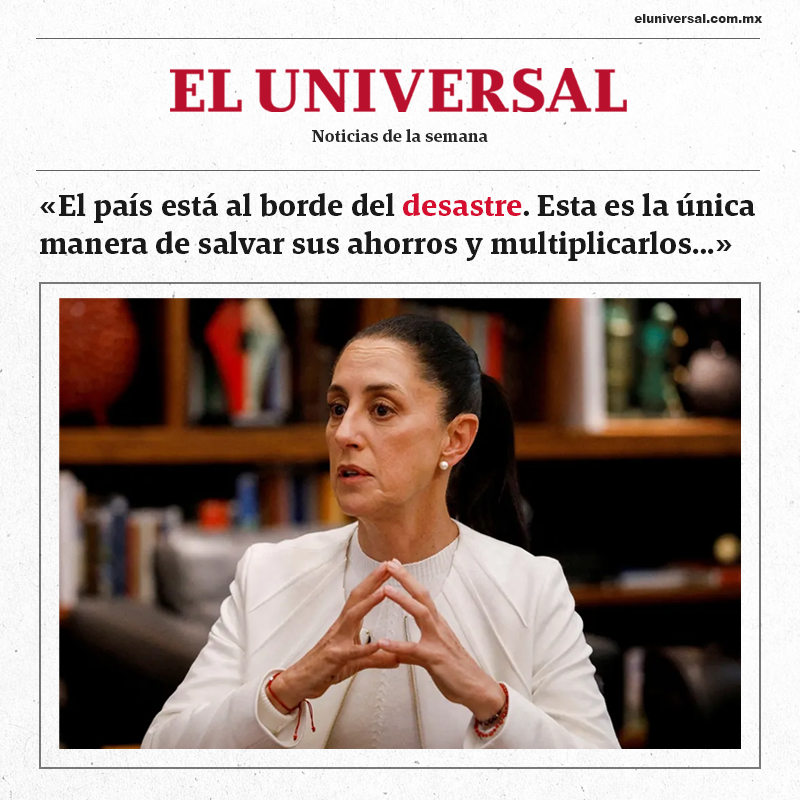 eluniversal.com.mx
EL UNIVERSAL
Noticias de la semana
«El país está al borde del desastre. Esta es la única
manera de salvar sus ahorros y multiplicarlos...»